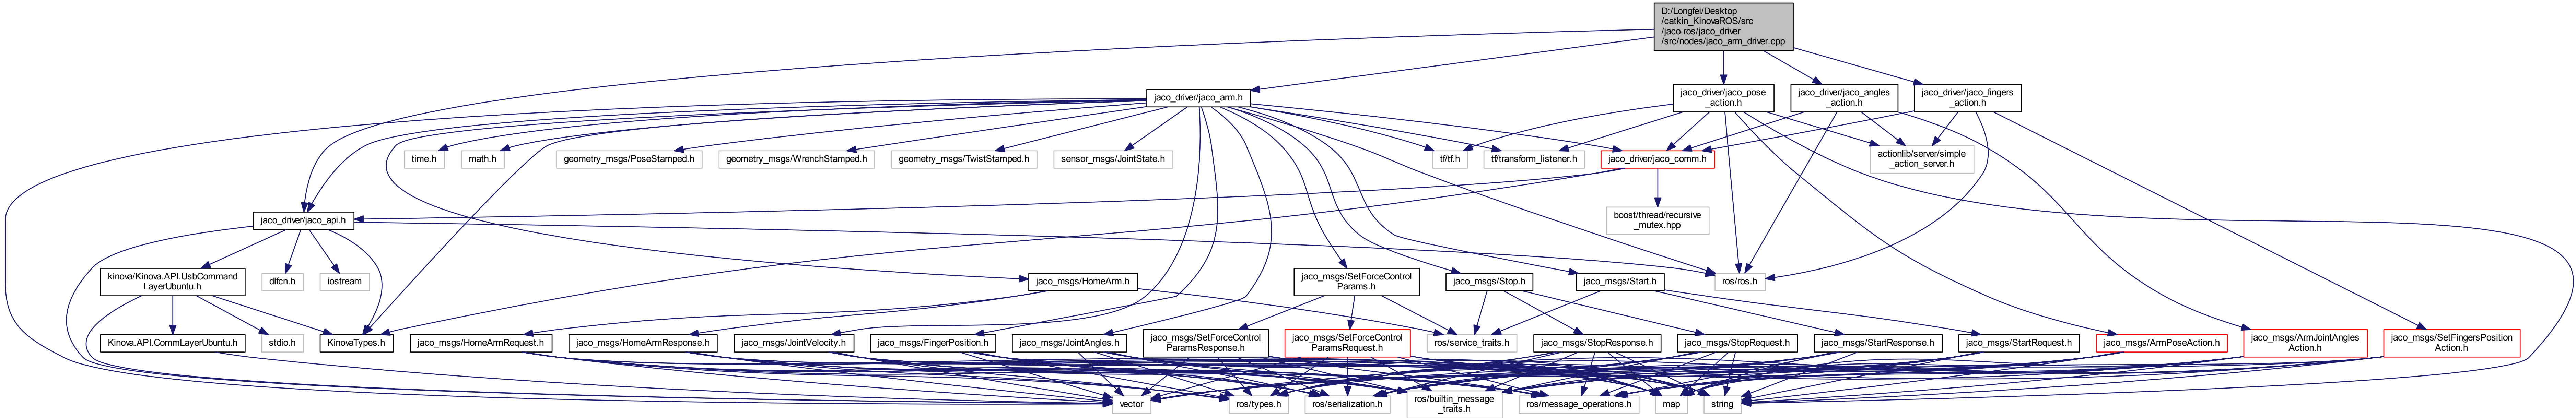 D:/Longfei/Desktop
/catkin_KinovaROS/src
/jaco-ros/jaco_driver
/src/nodes/jaco_arm_driver.cpp
jaco_driver/jaco_arm.h
jaco_driver/jaco_pose
_action.h
jaco_driver/jaco_angles
_action.h
jaco_driver/jaco_fingers
_action.h
time.h
math.h
geometry_msgs/PoseStamped.h
geometry_msgs/WrenchStamped.h
geometry_msgs/TwistStamped.h
sensor_msgs/JointState.h
tf/tf.h
tf/transform_listener.h
jaco_driver/jaco_comm.h
actionlib/server/simple
_action_server.h
jaco_driver/jaco_api.h
boost/thread/recursive
_mutex.hpp
kinova/Kinova.API.UsbCommand
LayerUbuntu.h
dlfcn.h
iostream
jaco_msgs/HomeArm.h
jaco_msgs/SetForceControl
Params.h
jaco_msgs/Stop.h
jaco_msgs/Start.h
ros/ros.h
Kinova.API.CommLayerUbuntu.h
stdio.h
KinovaTypes.h
jaco_msgs/HomeArmRequest.h
jaco_msgs/HomeArmResponse.h
jaco_msgs/JointVelocity.h
jaco_msgs/FingerPosition.h
jaco_msgs/JointAngles.h
jaco_msgs/SetForceControl
ParamsResponse.h
jaco_msgs/SetForceControl
ParamsRequest.h
ros/service_traits.h
jaco_msgs/StopResponse.h
jaco_msgs/StopRequest.h
jaco_msgs/StartResponse.h
jaco_msgs/StartRequest.h
jaco_msgs/ArmPoseAction.h
jaco_msgs/ArmJointAngles
Action.h
jaco_msgs/SetFingersPosition
Action.h
vector
ros/types.h
ros/serialization.h
ros/builtin_message
_traits.h
ros/message_operations.h
map
string